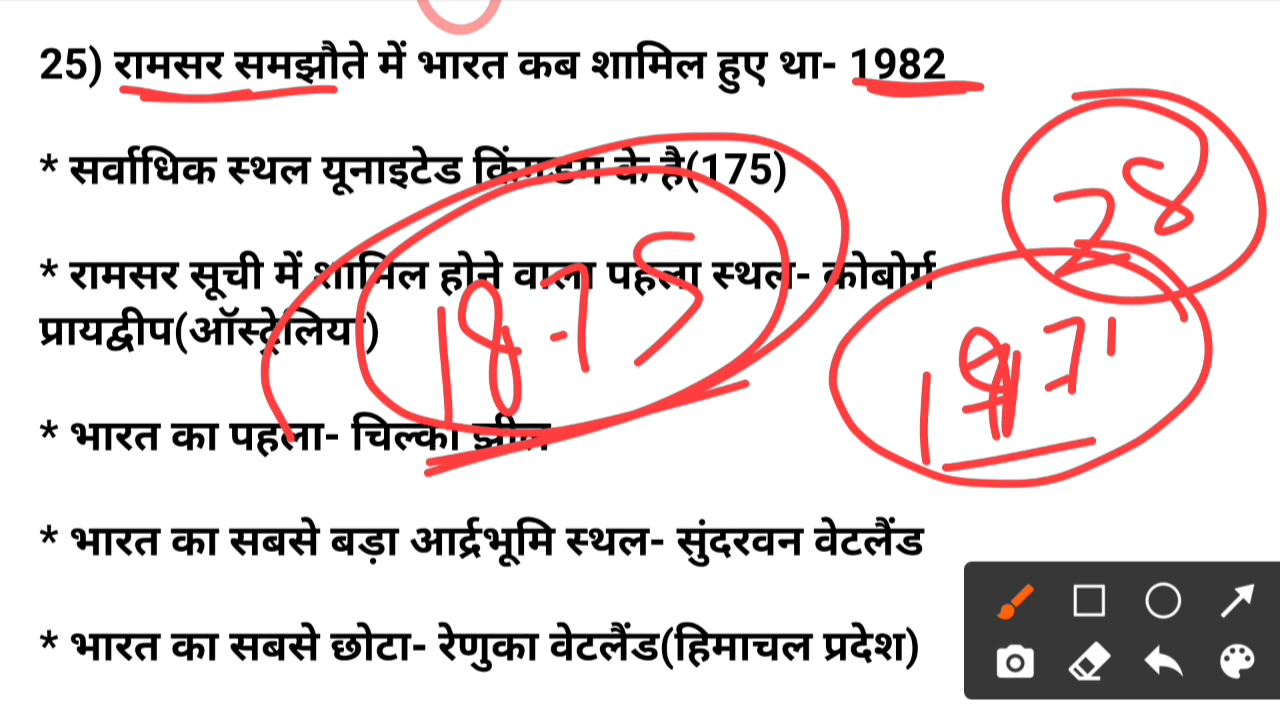 25) रामसर समझौते में भारत कब शामिल हुए था- 1982
* सर्वाधिक स्थल यूनाइटेड किंगडम के है(175)
28
* रामसर सूची में शामिल होने वाला पहला स्थल- कोबोर्ग
प्रायद्वीप(ऑस्ट्रेलिया)
1875
1971
* भारत का पहला- चिल्का झील
* भारत का सबसे बड़ा आर्द्रभूमि स्थल- सुंदरवन वेटलैंड
* भारत का सबसे छोटा- रेणुका वेटलैंड(हिमाचल प्रदेश)